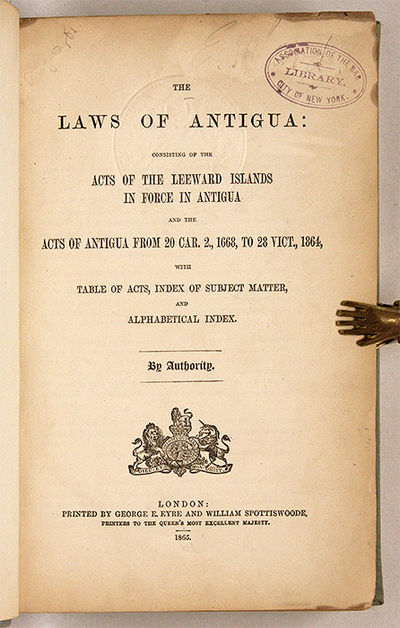 ASSOCIATION OF THE BAR
LIBRARY.
CITY OF NEW YORK.
THE
LAWS OF ANTIGUA:
CONSISTING OF THE
ACTS OF THE LEEWARD ISLANDS
IN FORCE IN ANTIGUA
AND THE
ACTS OF ANTIGUA FROM 20 CAR. 2., 1668, TO 28 VICT., 1864,
WITH
TABLE OF ACTS, INDEX OF SUBJECT MATTER,
AND
ALPHABETICAL INDEX.
By Authority.
LONDON:
PRINTED BY GEORGE E. EYRE AND WILLIAM SPOTTISWOODE,
PRINTERS TO THE QUEEN'S MOST EXCELLENT MAJESTY.
1865.